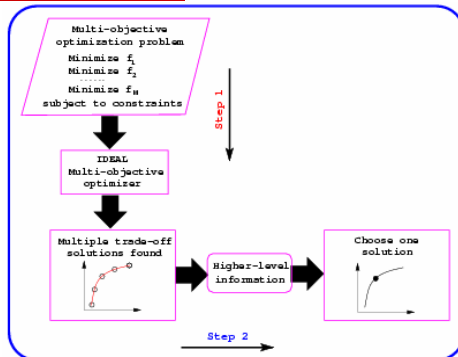 Multi-objective
optimization problem
Minimize f1
Minimize f2
......
Minimize fM
subject to constraints
Step 1
IDEAL
Multi-objective
optimizer
Multiple trade-off
solutions found
Higher-level
information
Choose one
solution
Step 2